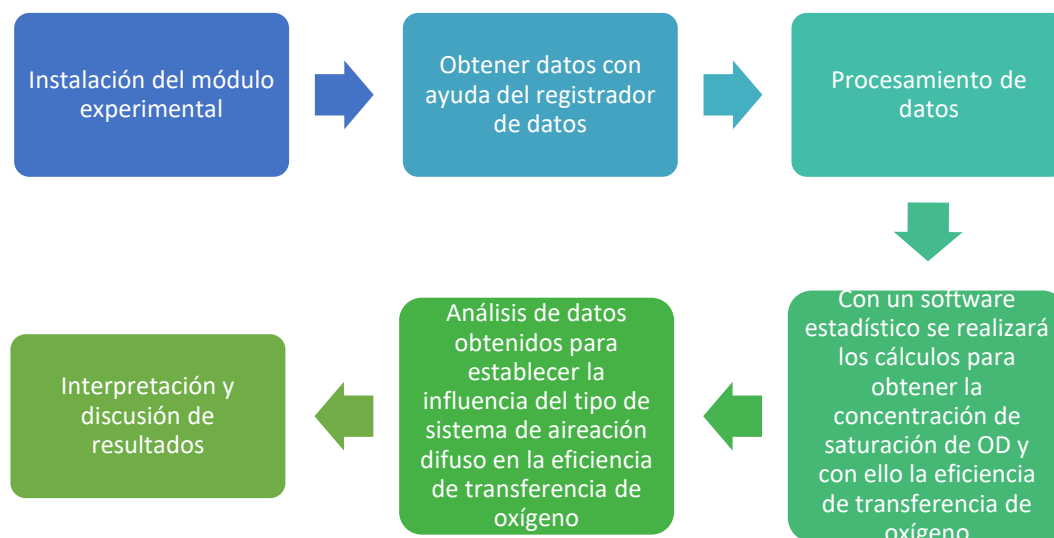 Instalación del módulo
experimental
Obtener datos con
ayuda del registrador
de datos
Procesamiento de
datos
Con un software
estadístico se realizará
los cálculos para
obtener la
concentración de
saturación de OD y
con ello la eficiencia
de transferencia de
oxígeno
Análisis de datos
obtenidos para
establecer la
influencia del tipo de
sistema de aireación
difuso en la eficiencia
de transferencia de
oxígeno
Interpretación y
discusión de
resultados